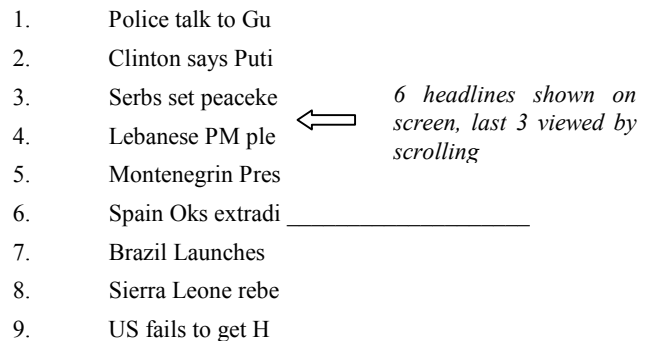 1. Police talk to Gu
2. Clinton says Puti
3. Serbs set peaceke
4. Lebanese PM ple
5. Montenegrin Pres
6. Spain Oks extradi
7. Brazil Launches
8. Sierra Leone rebe
9. US fails to get H
6 headlines shown on
screen, last 3 viewed by
scrolling